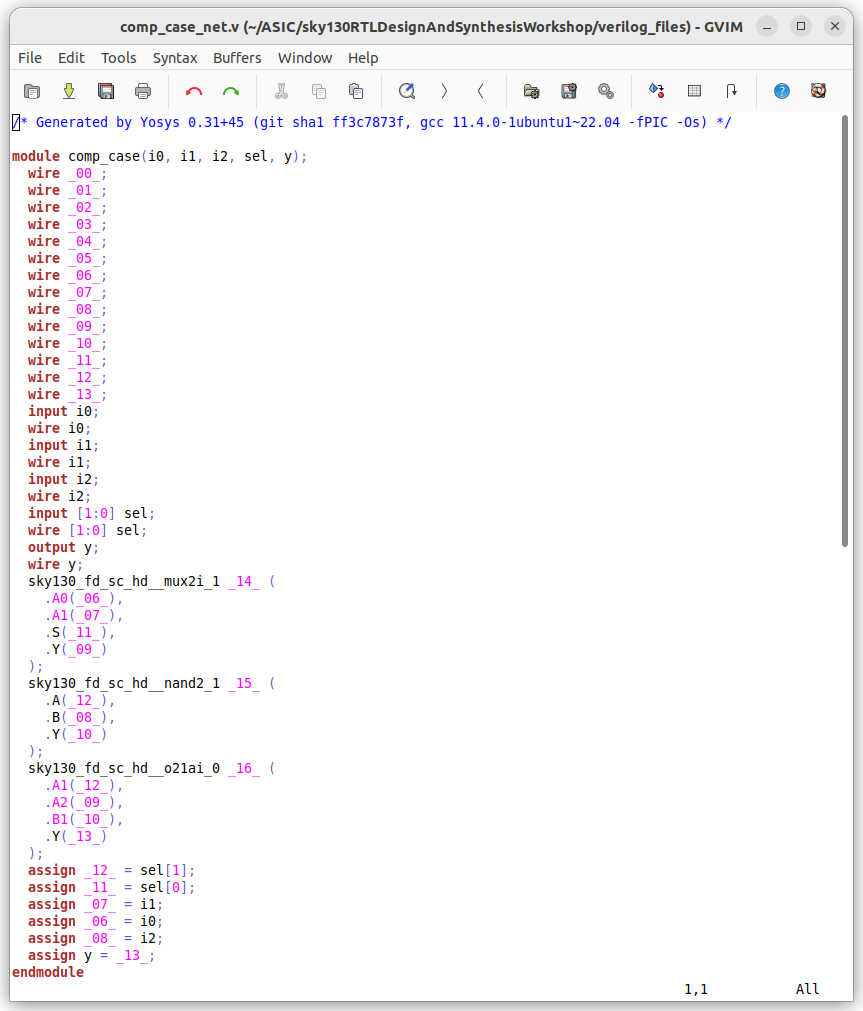 comp_case_net.v (~/ASIC/sky130RTLDesignAndSynthesisWorkshop/verilog_files) - GVIM
File Edit Tools Syntax Buffers Window Help
/* Generated by Yosys 0.31+45 (git sha1 ff3c7873f, gcc 11.4.0-1ubuntu1~22.04 -fPIC -Os) */
module comp_case(i0, i1, i2, sel, y);
  wire _00_;
  wire _01_;
  wire _02_;
  wire _03_;
  wire _04_;
  wire _05_;
  wire _06_;
  wire _07_;
  wire _08_;
  wire _09_;
  wire _10_;
  wire _11_;
  wire _12_;
  wire _13_;
  input i0;
  wire i0;
  input i1;
  wire i1;
  input i2;
  wire i2;
  input [1:0] sel;
  wire [1:0] sel;
  output y;
  wire y;
  sky130_fd_sc_hd__mux2i_1 _14_ (
    .A0(_06_),
    .A1(_07_),
    .S(_11_),
    .Y(_09_)
  );
  sky130_fd_sc_hd__nand2_1 _15_ (
    .A(_12_),
    .B(_08_),
    .Y(_10_)
  );
  sky130_fd_sc_hd__o21ai_0 _16_ (
    .A1(_12_),
    .A2(_09_),
    .B1(_10_),
    .Y(_13_)
  );
  assign _12_ = sel[1];
  assign _11_ = sel[0];
  assign _07_ = i1;
  assign _06_ = i0;
  assign _08_ = i2;
  assign y = _13_;
endmodule
1,1 All